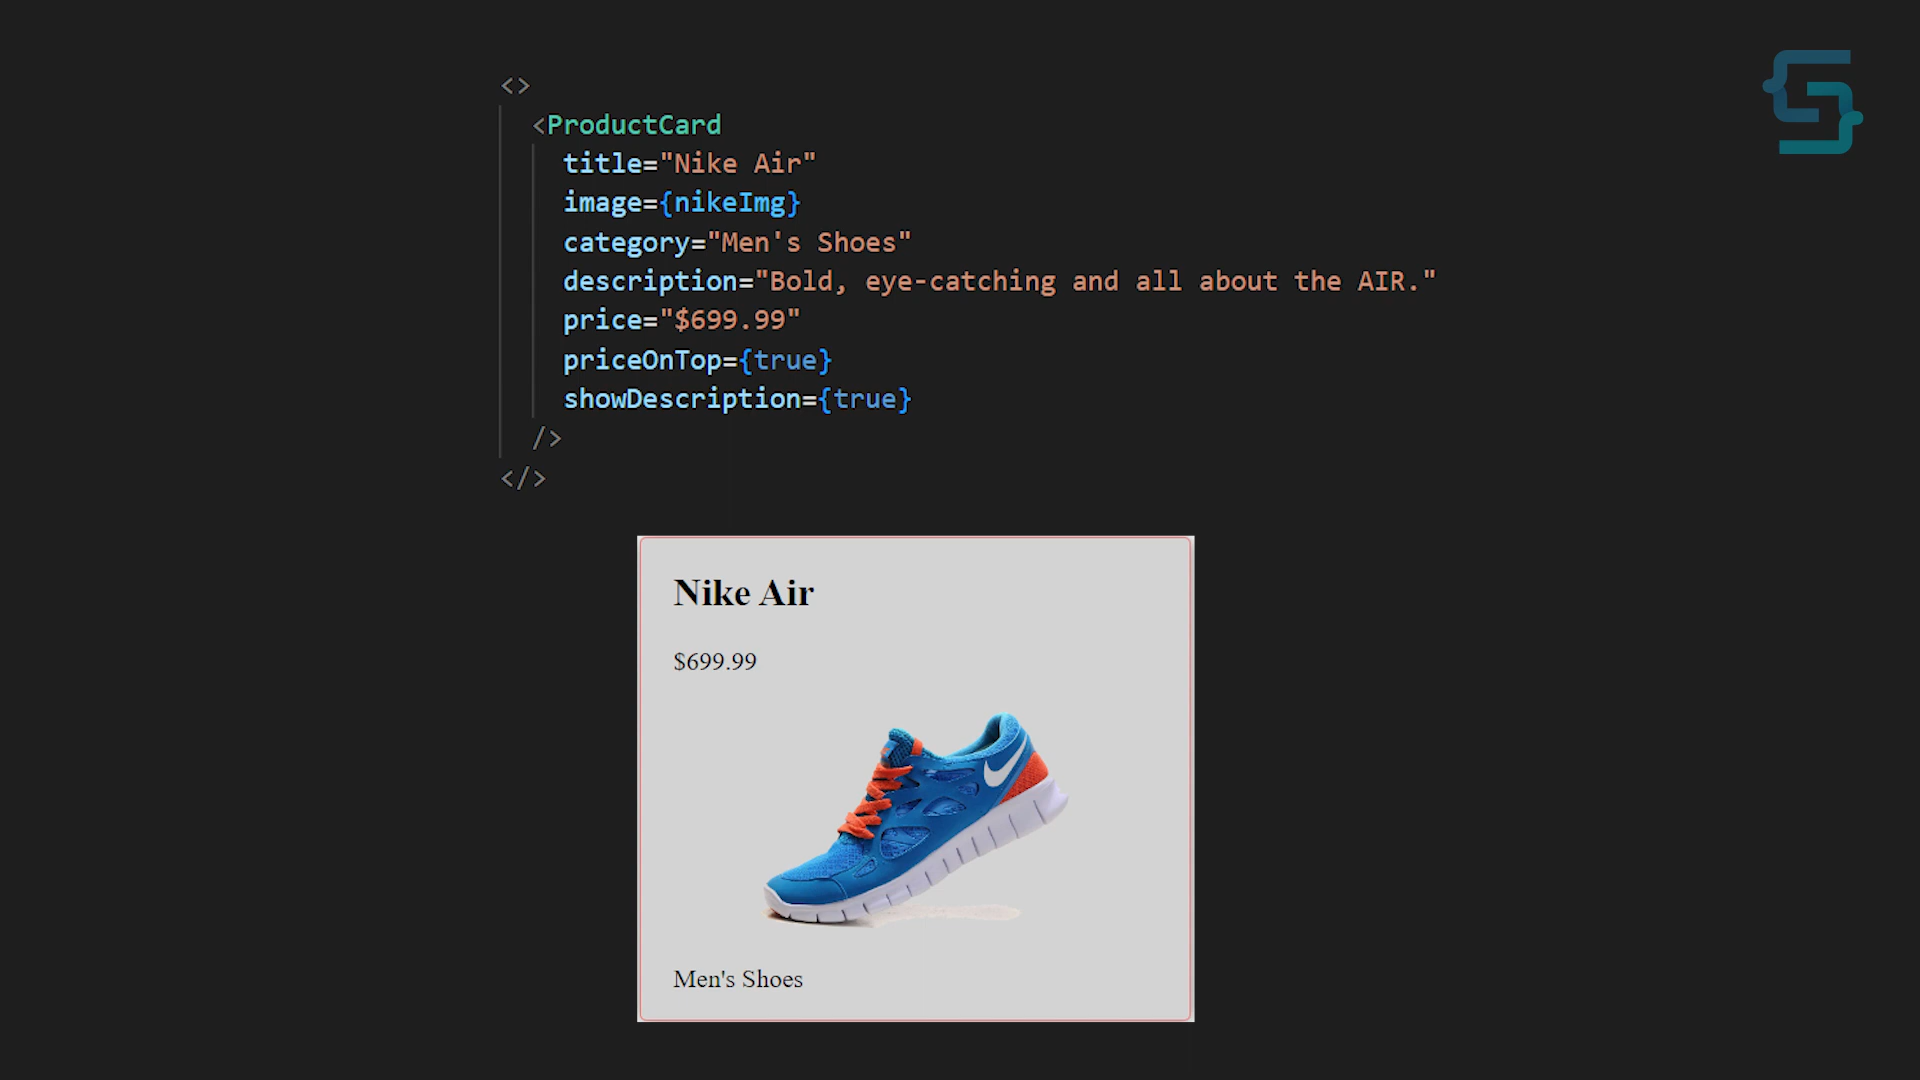 <>
<ProductCard
title="Nike Air"
image={nikeImg}
category="Men's Shoes"
description="Bold, eye-catching and all about the AIR."
price="$699.99"
priceOnTop={true}
showDescription={true}
/>
</>
Nike Air
$699.99
Men's Shoes